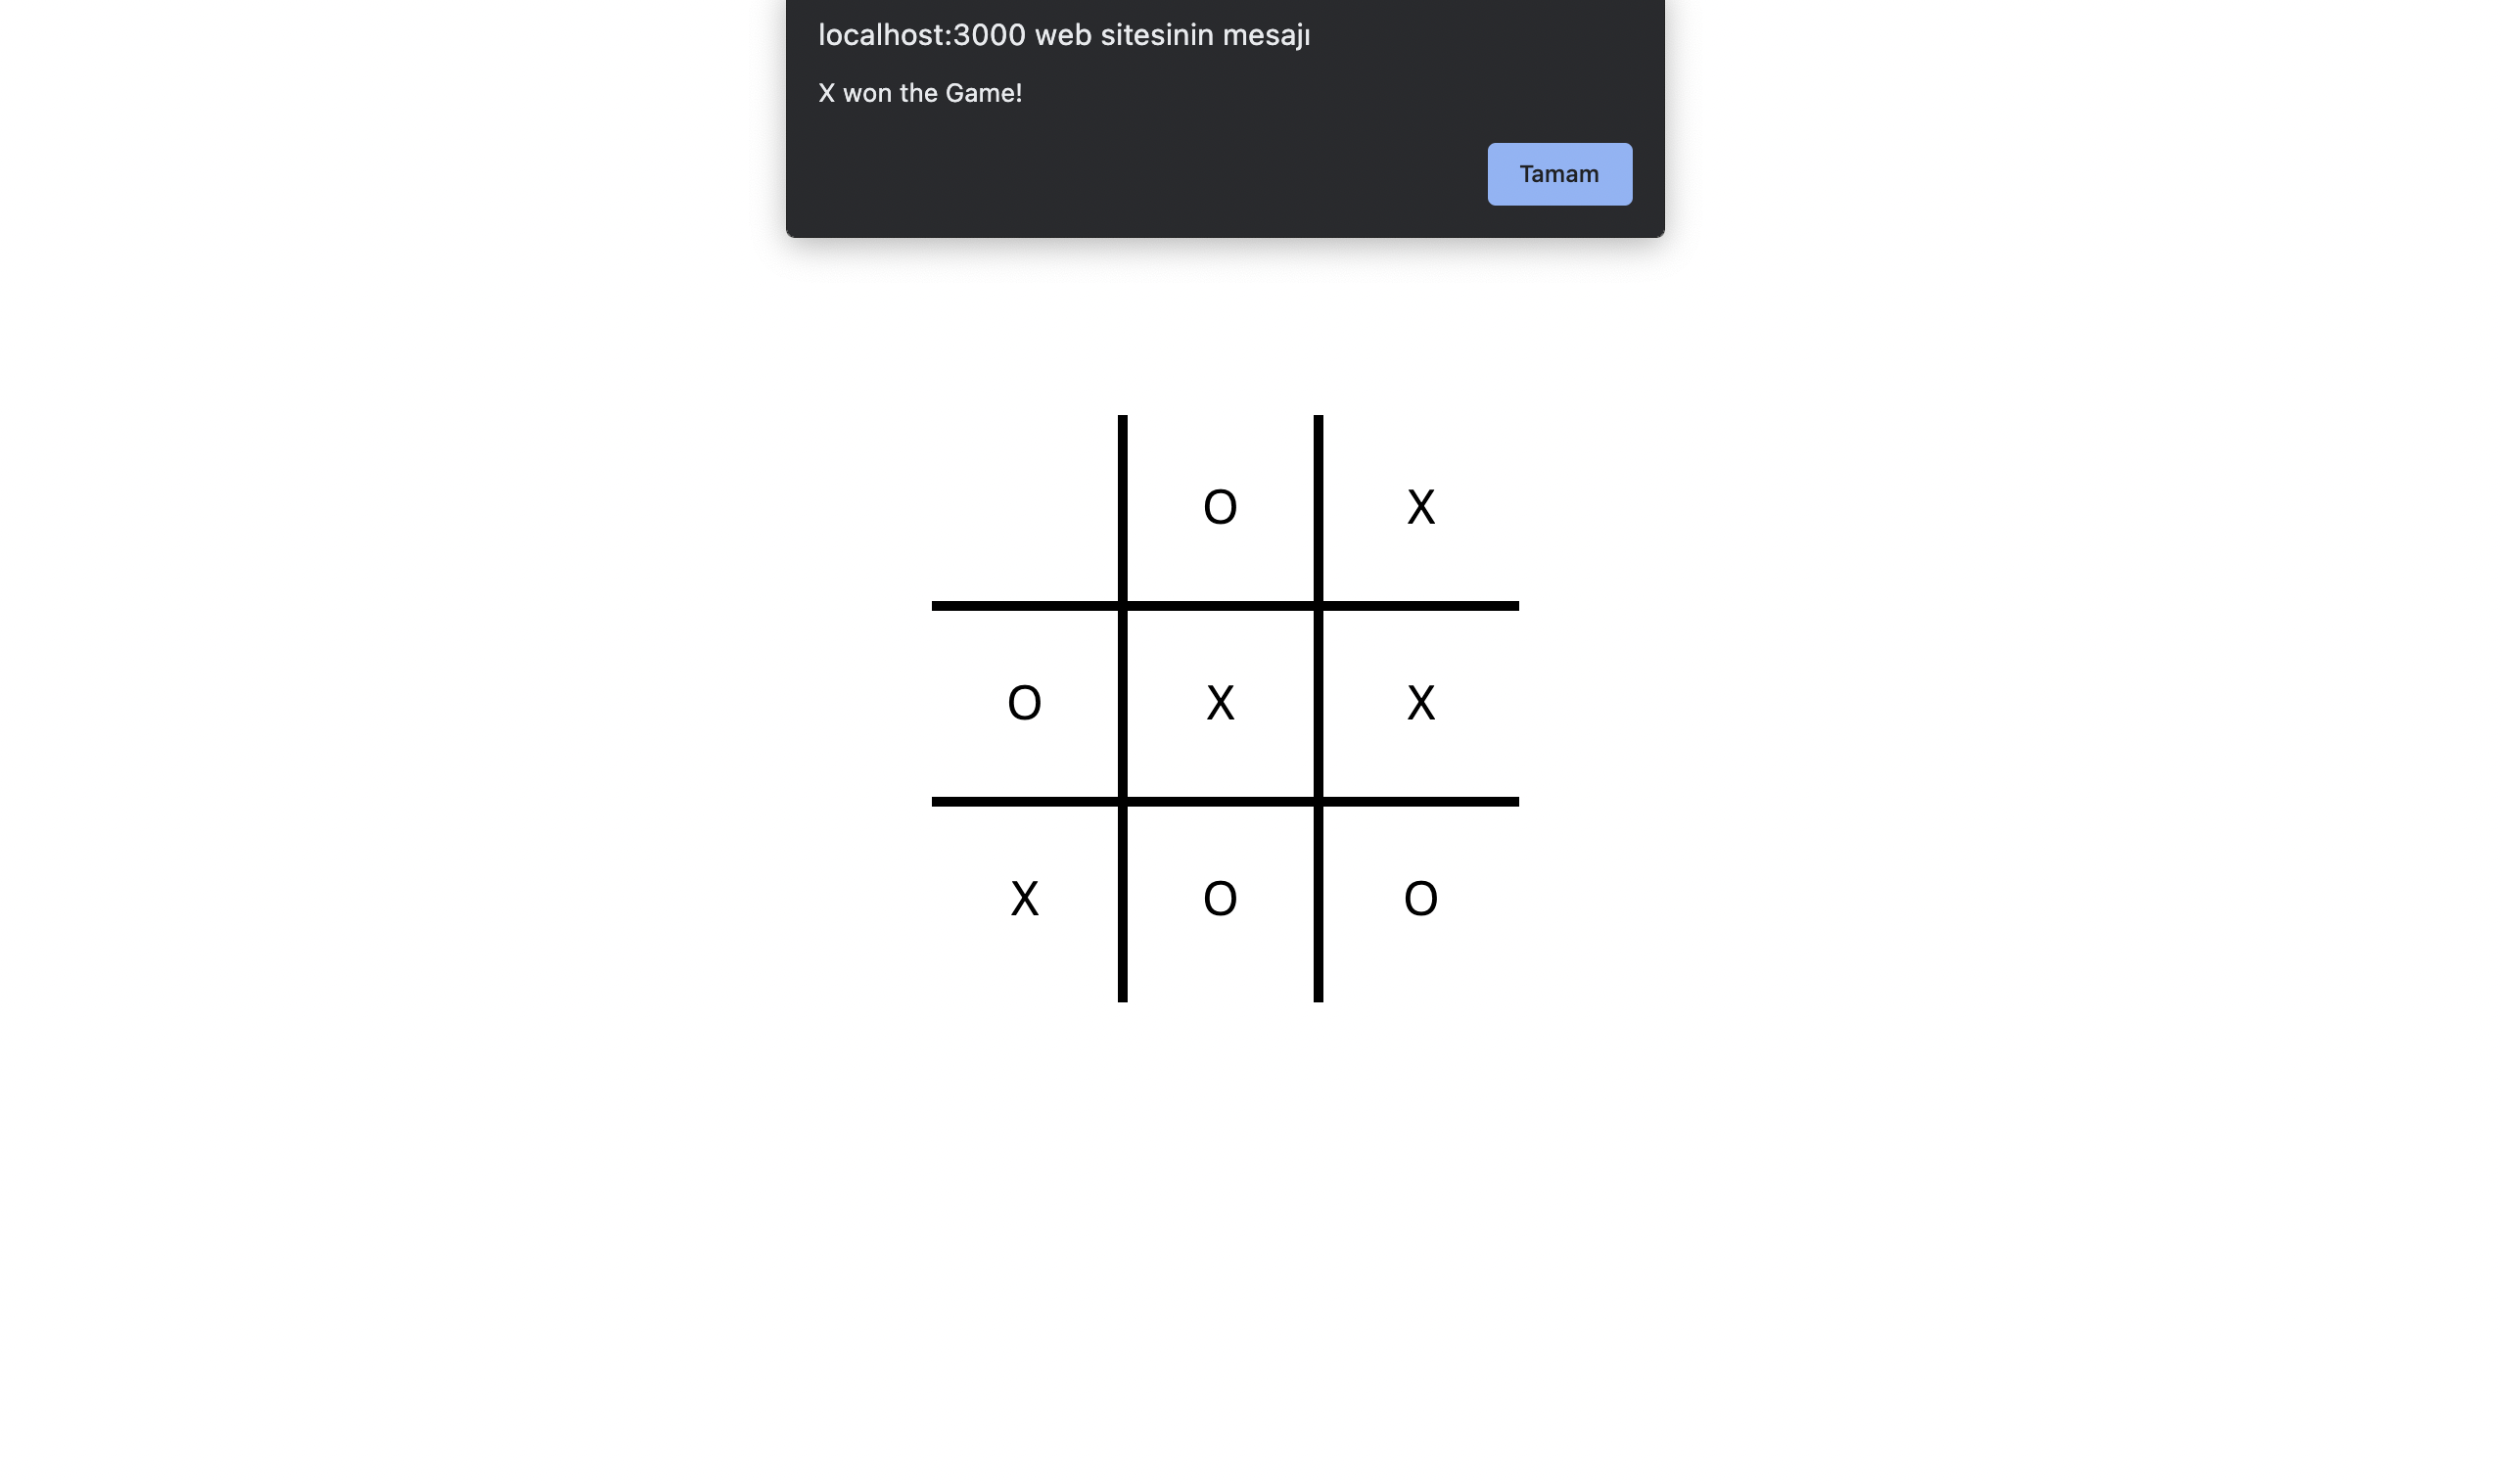 localhost:3000 web sitesinin mesajı
X won the Game!
Tamam
O X
O X X
X O O